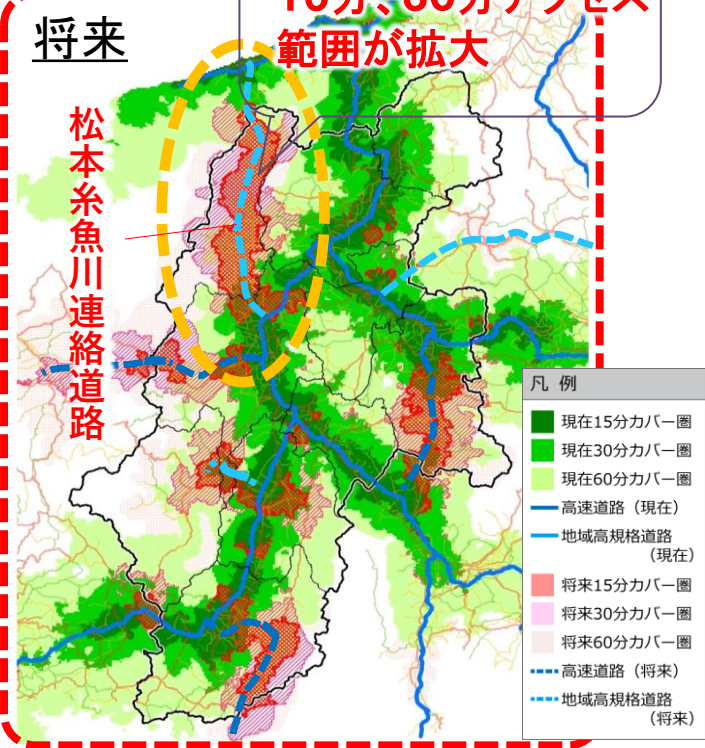 将来
範囲が拡大
松本糸魚川連絡道路
凡 例
現在15分カバー圏
現在30分カバー圏
現在60分カバー圏
高速道路（現在）
地域高規格道路
（現在）
将来15分カバー圏
将来30分カバー圏
将来60分カバー圏
高速道路（将来）
地域高規格道路
（将来）